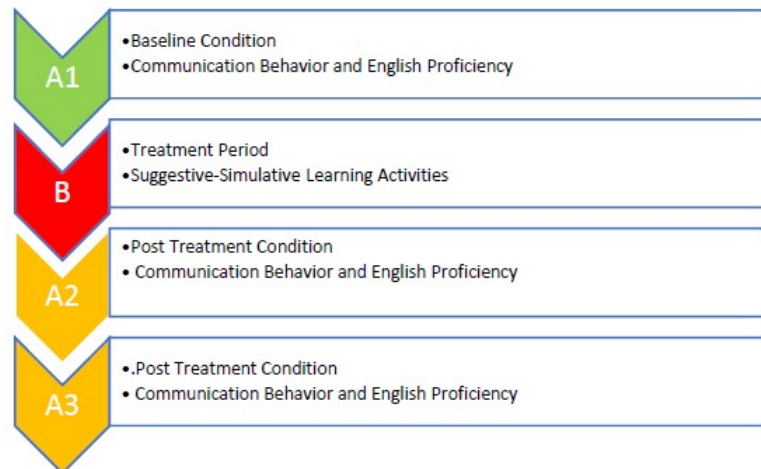 A1
•Baseline Condition
•Communication Behavior and English Proficiency
B
•Treatment Period
•Suggestive-Simulative Learning Activities
A2
•Post Treatment Condition
• Communication Behavior and English Proficiency
A3
•.Post Treatment Condition
• Communication Behavior and English Proficiency